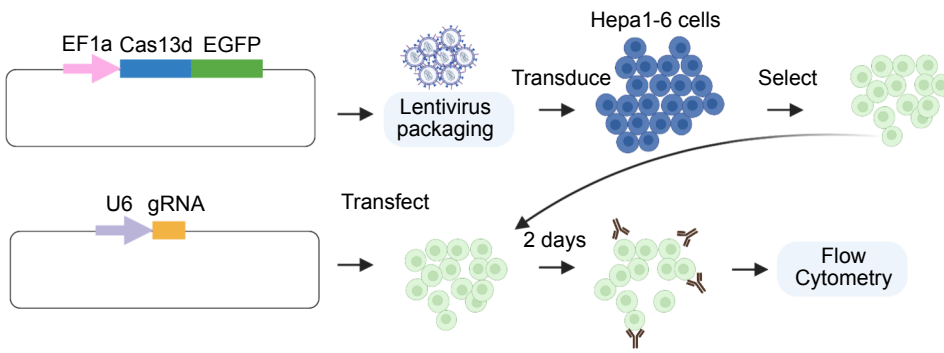 Hepa1-6 cells
EF1a Cas13d EGFP
Transduce
Select
Lentivirus
packaging
U6 gRNA
Transfect
2 days
Flow
Cytometry